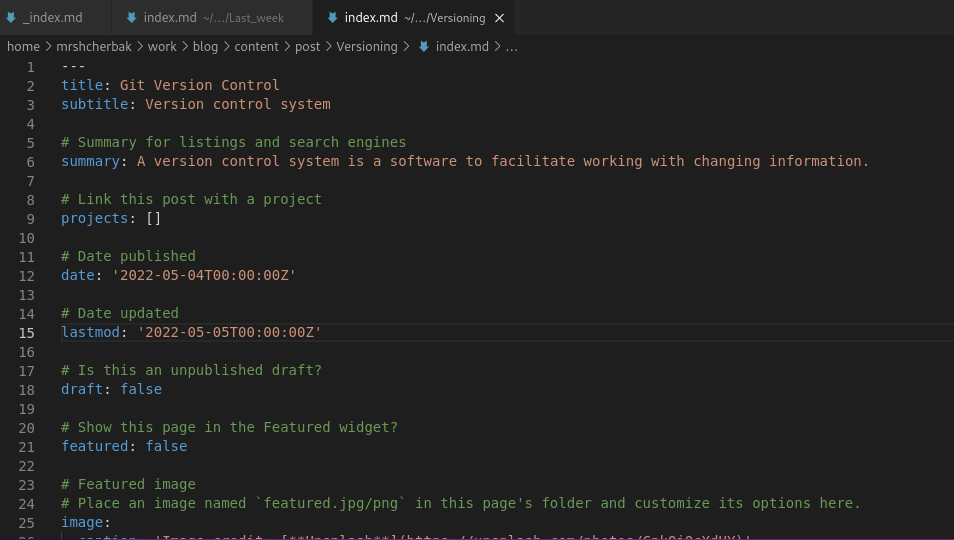 _index.md index.md ~/.../Last_week index.md ~/.../Versioning ×
home > mrshcherbak > work > blog > content > post > Versioning > index.md > ...
1 ---
2 title: Git Version Control
3 subtitle: Version control system
4
5 # Summary for listings and search engines
6 summary: A version control system is a software to facilitate working with changing information.
7
8 # Link this post with a project
9 projects: []
10
11 # Date published
12 date: '2022-05-04T00:00:00Z'
13
14 # Date updated
15 lastmod: '2022-05-05T00:00:00Z'
16
17 # Is this an unpublished draft?
18 draft: false
19
20 # Show this page in the Featured widget?
21 featured: false
22
23 # Featured image
24 # Place an image named `featured.jpg/png` in this page's folder and customize its options here.
25 image: